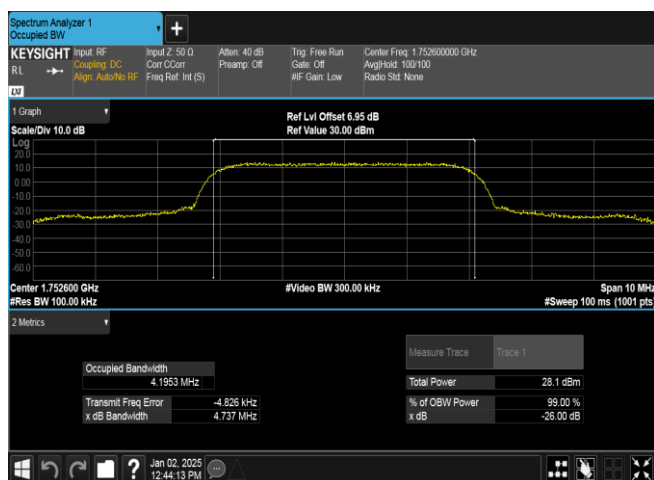 Spectrum Analyzer 1
Occupied BW
+
KEYSIGHT Input: RF Input Z: 50 Ω Atten: 40 dB Trig: Free Run Center Freq: 1.752600000 GHz
RL Coupling: DC Corr CCorr Preamp: Off Gate: Off Avg|Hold: 100/100
Align: Auto/No RF Freq Ref: Int (S) #IF Gain: Low Radio Std: None
LXI
1 Graph
Ref Lvl Offset 6.95 dB
Scale/Div 10.0 dB Ref Value 30.00 dBm
Log
20.0
10.0
0.00
-10.0
-20.0
-30.0
-40.0
-50.0
-60.0
Center 1.752600 GHz #Video BW 300.00 kHz Span 10 MHz
#Res BW 100.00 kHz #Sweep 100 ms (1001 pts)
2 Metrics
Measure Trace Trace 1
Occupied Bandwidth
4.1953 MHz Total Power 28.1 dBm
Transmit Freq Error -4.826 kHz % of OBW Power 99.00 %
x dB Bandwidth 4.737 MHz x dB -26.00 dB
? Jan 02, 2025
12:44:13 PM